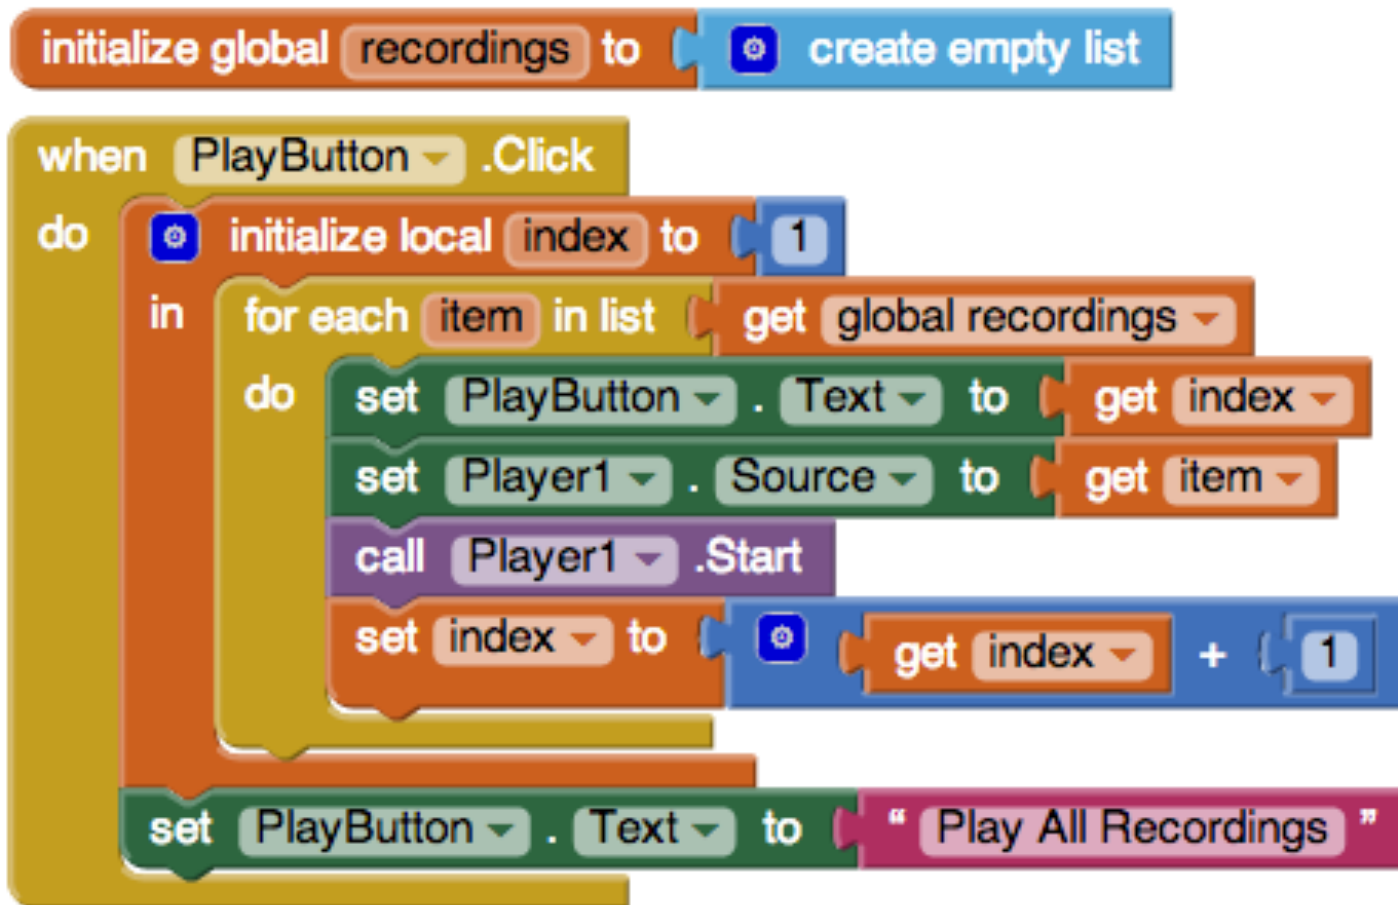 initialize global recordings to create empty list
when PlayButton .Click
do initialize local index to 1
in for each item in list get global recordings
do set PlayButton . Text to get index
set Player1 . Source to get item
call Player1 .Start
set index to get index + 1
set PlayButton . Text to “ Play All Recordings ”